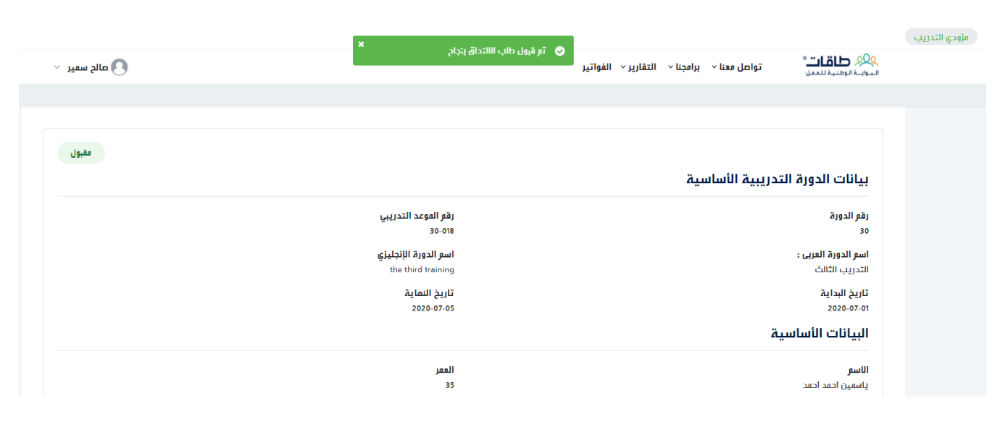 مزودي التدريب
تم قبول طلب الالتحاق بنجاح
طاقات
البوابة الوطنية للعمل
تواصل معنا برامجنا التقارير الفواتير
صالح سمير
مقبول
بيانات الدورة التدريبية الأساسية
رقم الدورة
30
رقم الموعد التدريبي
30-018
اسم الدورة العربى :
التدريب الثالث
اسم الدورة الإنجليزي
the third training
تاريخ البداية
2020-07-01
تاريخ النهاية
2020-07-05
البيانات الأساسية
الاسم
ياسمين أحمد أحمد
العمر
35